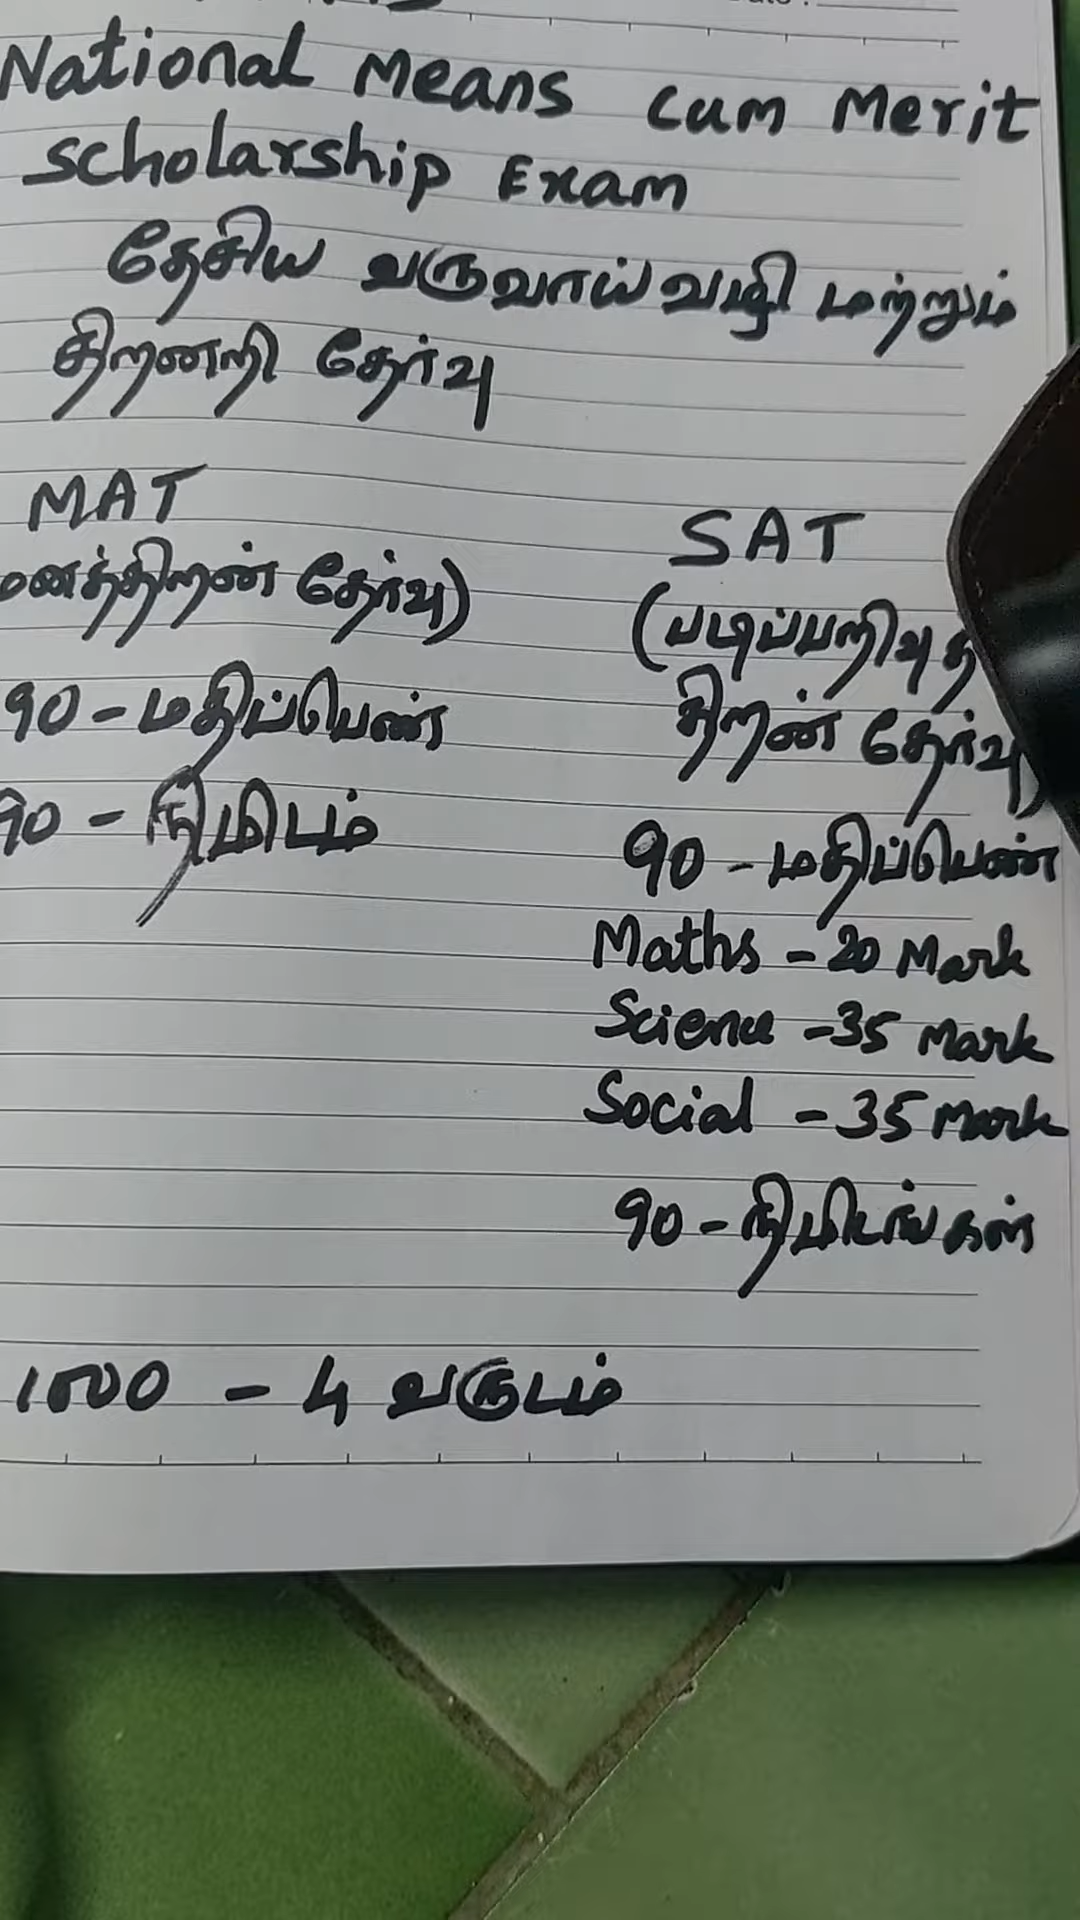 National Means Cum Merit
Scholarship Exam
தேசிய வருவாய் வழி மற்றும்
திறனறி தேர்வு
MAT
மனத்திறன் தேர்வு)
90 - மதிப்பெண்
90 - நிமிடம்
SAT
(படிப்பறிவுத்
திறன் தேர்வு)
90 - மதிப்பெண்
Maths - 20 Mark
Science - 35 Mark
Social - 35 Mark
90 - நிமிடங்கள்
1000 - 4 வருடம்